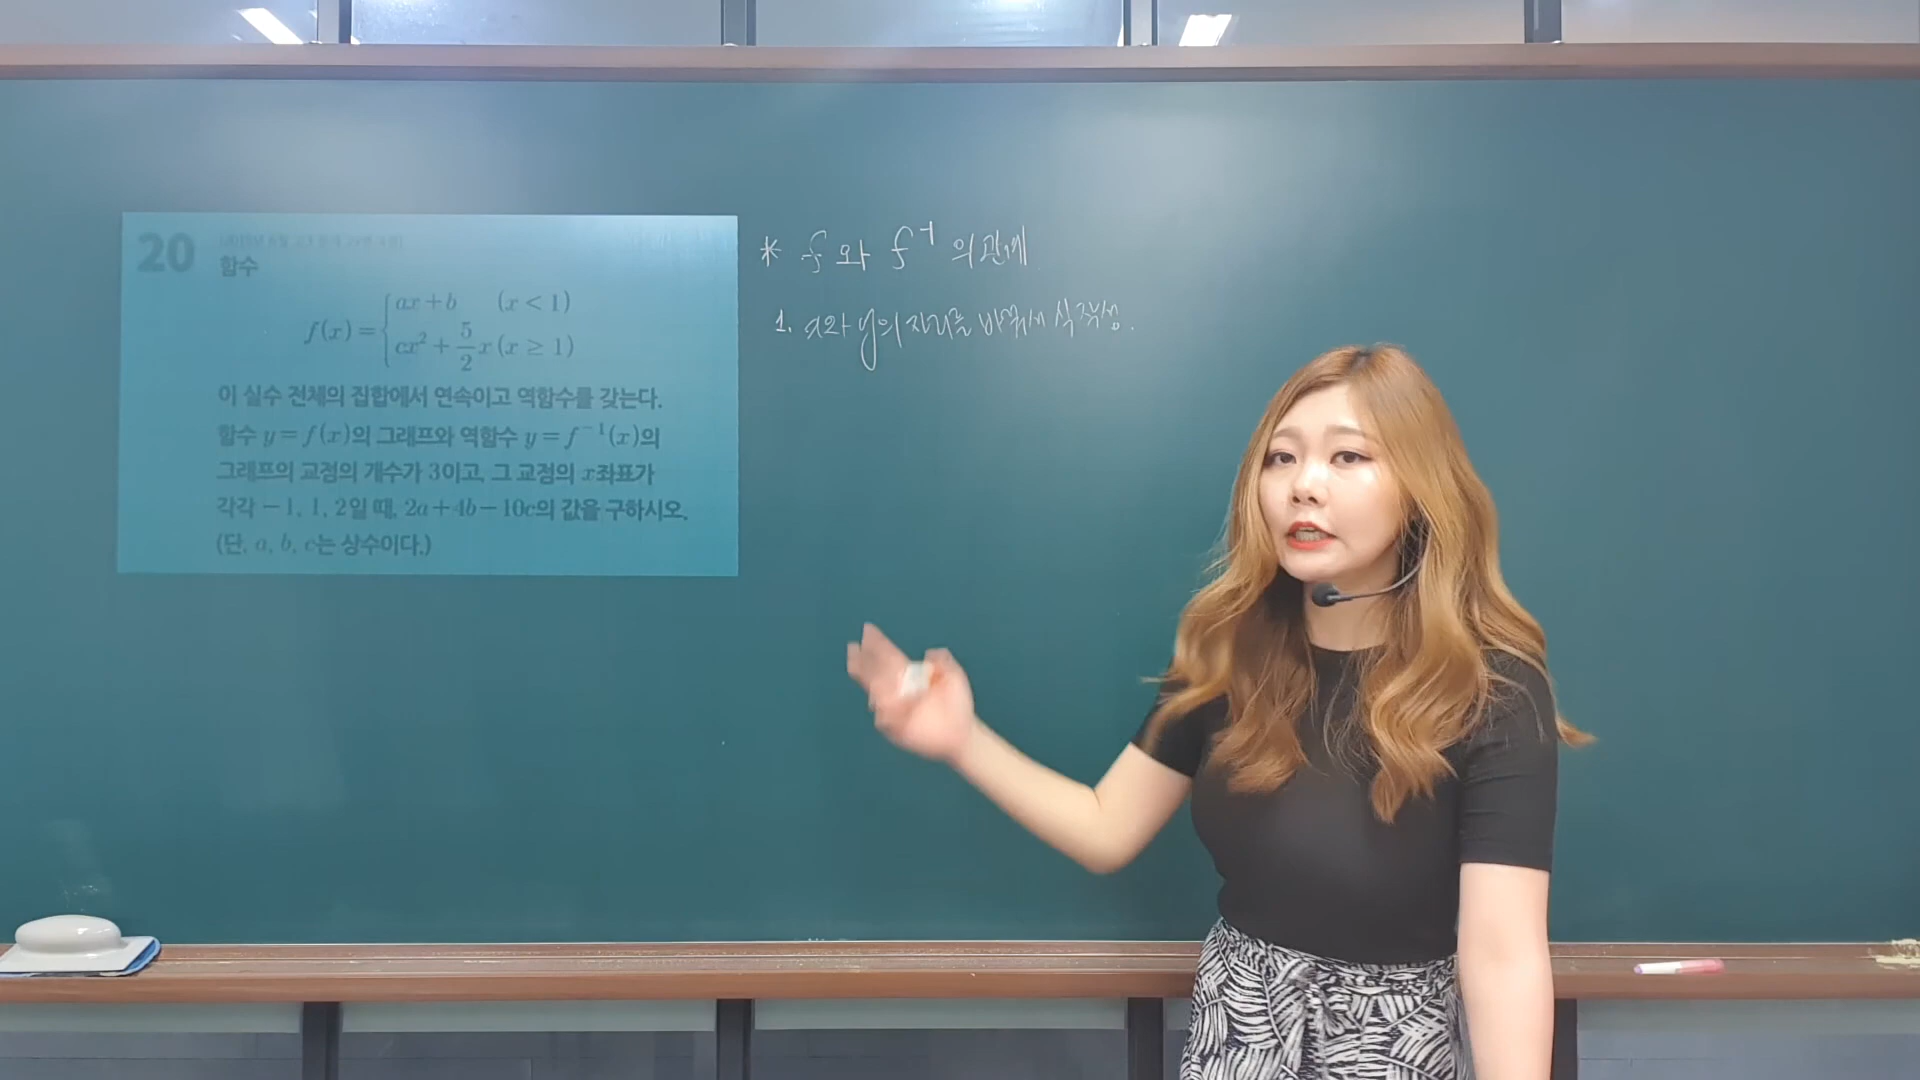 20
함수
f(x) = { ax+b (x < 1)
cx² + 5/2 x (x ≥ 1)
이 실수 전체의 집합에서 연속이고 역함수를 갖는다.
함수 y=f(x)의 그래프와 역함수 y=f⁻¹(x)의
그래프의 교점의 개수가 3이고, 그 교점의 x좌표가
각각 −1, 1, 2일 때, 2a+4b−10c의 값을 구하시오.
(단, a, b, c는 상수이다.)
* f 와 f⁻¹ 의 관계
1. x와 y의 자리를 바꿔서 식 작성.